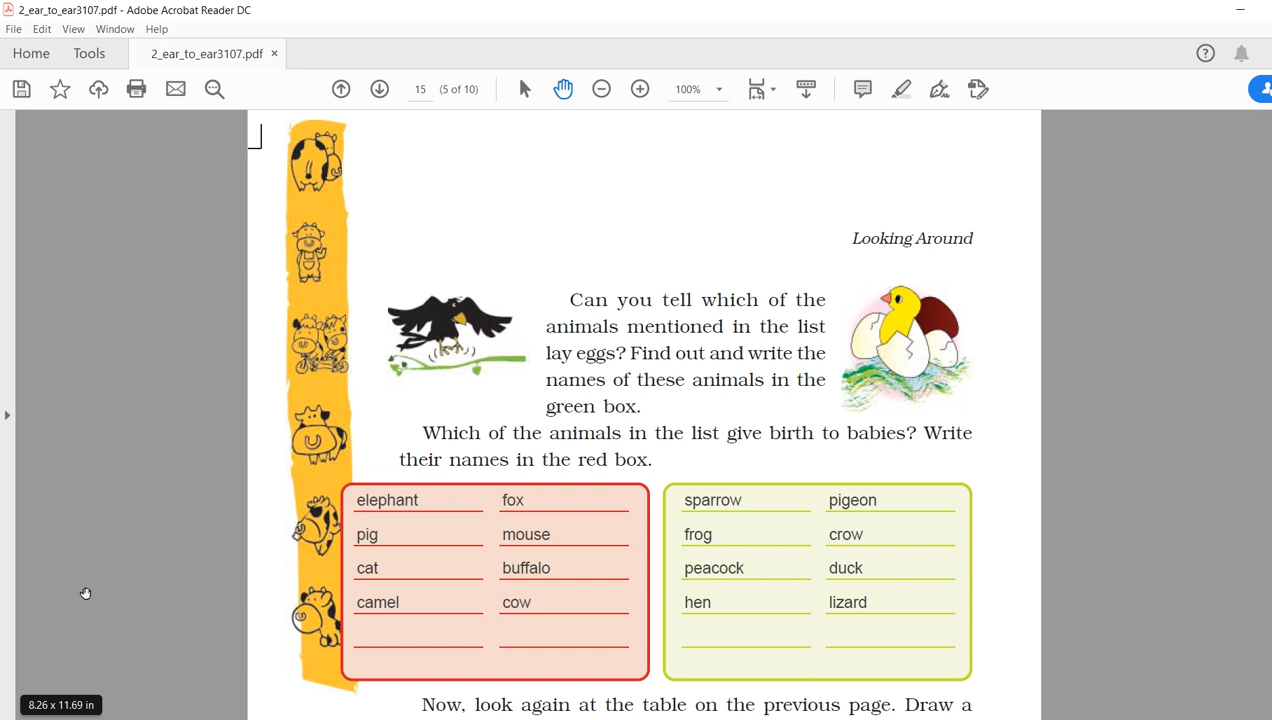 2_ear_to_ear3107.pdf - Adobe Acrobat Reader DC
File Edit View Window Help
Home Tools 2_ear_to_ear3107.pdf ×
15 (5 of 10) 100%
Looking Around
Can you tell which of the
animals mentioned in the list
lay eggs? Find out and write the
names of these animals in the
green box.
Which of the animals in the list give birth to babies? Write
their names in the red box.
elephant fox
pig mouse
cat buffalo
camel cow
sparrow pigeon
frog crow
peacock duck
hen lizard
Now, look again at the table on the previous page. Draw a
8.26 x 11.69 in